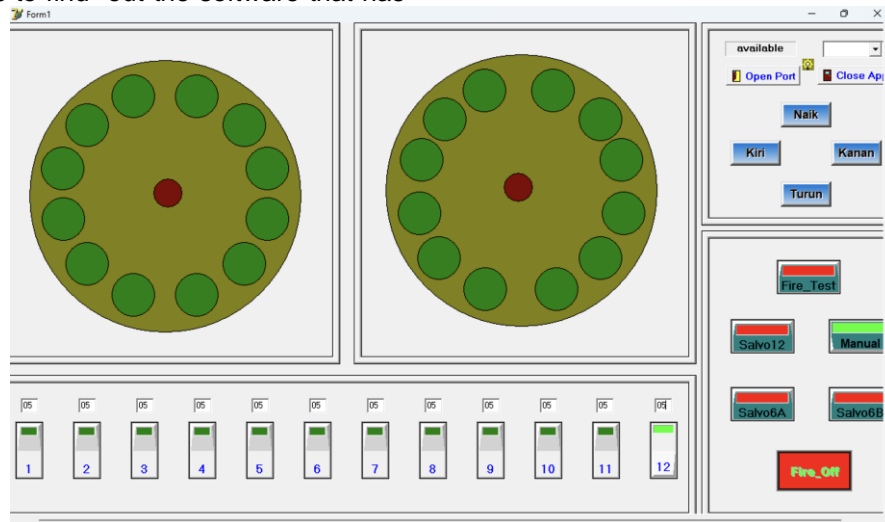 Form1
available
Open Port
Close Ap
Naik
Kiri
Kanan
Turun
Fire_Test
Salvo12
Manual
Salvo6A
Salvo6B
Fire_Off
05 05 05 05 05 05 05 05 05 05 05 05
1 2 3 4 5 6 7 8 9 10 11 12